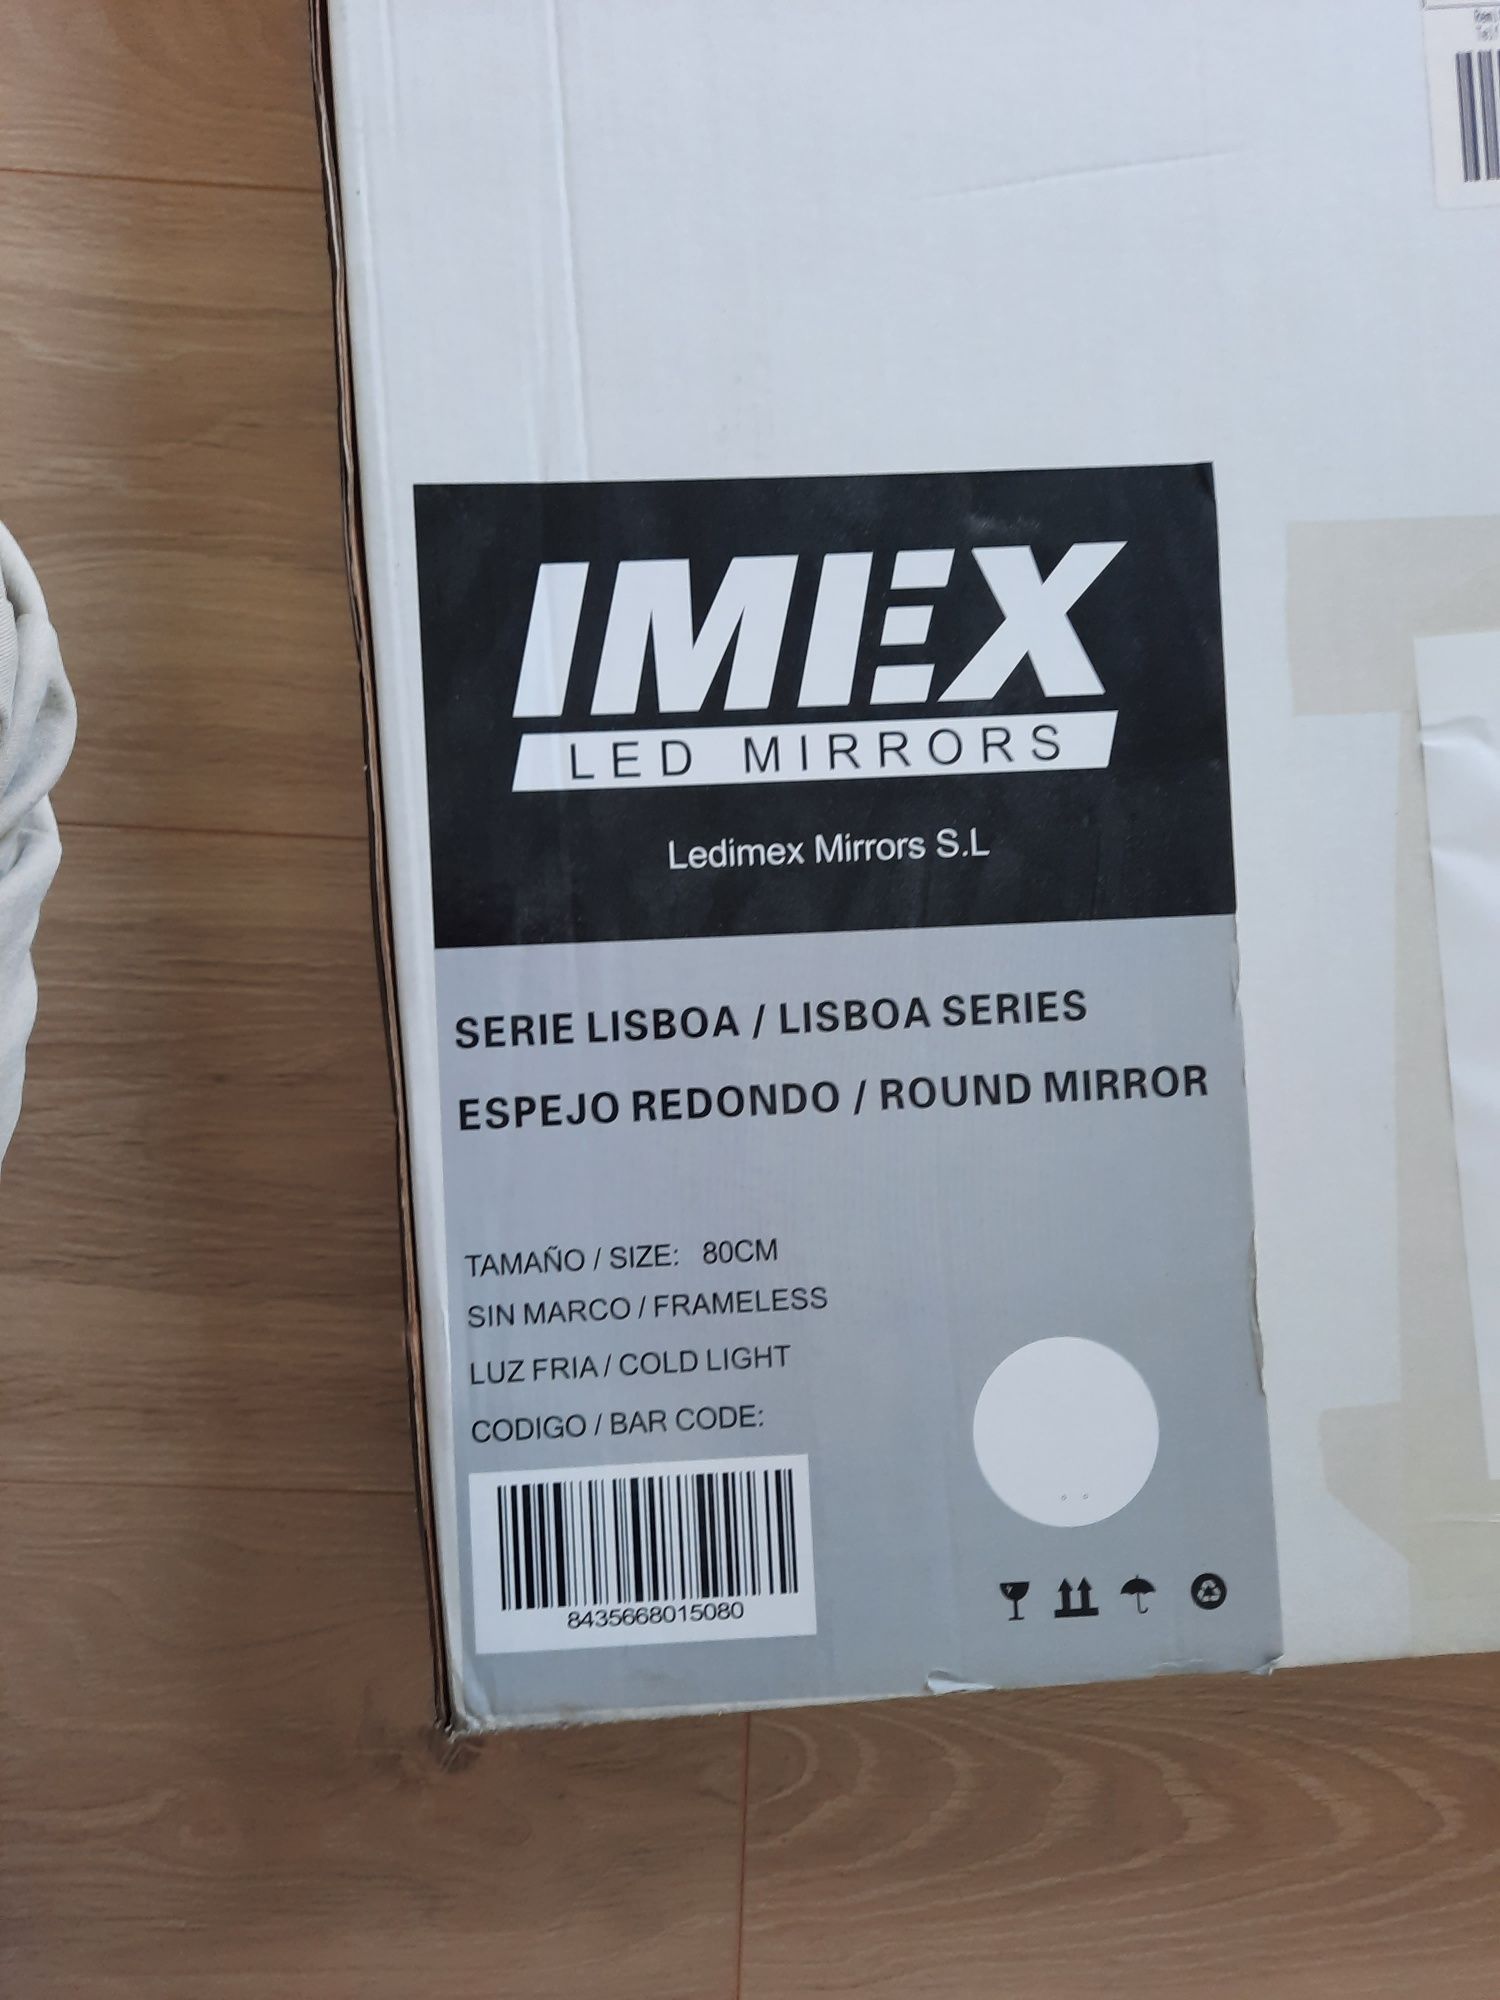 IMEX
LED MIRRORS
Ledimex Mirrors S.L
SERIE LISBOA / LISBOA SERIES
ESPEJO REDONDO / ROUND MIRROR
TAMAÑO / SIZE: 80CM
SIN MARCO / FRAMELESS
LUZ FRIA / COLD LIGHT
CODIGO / BAR CODE:
8435668015080